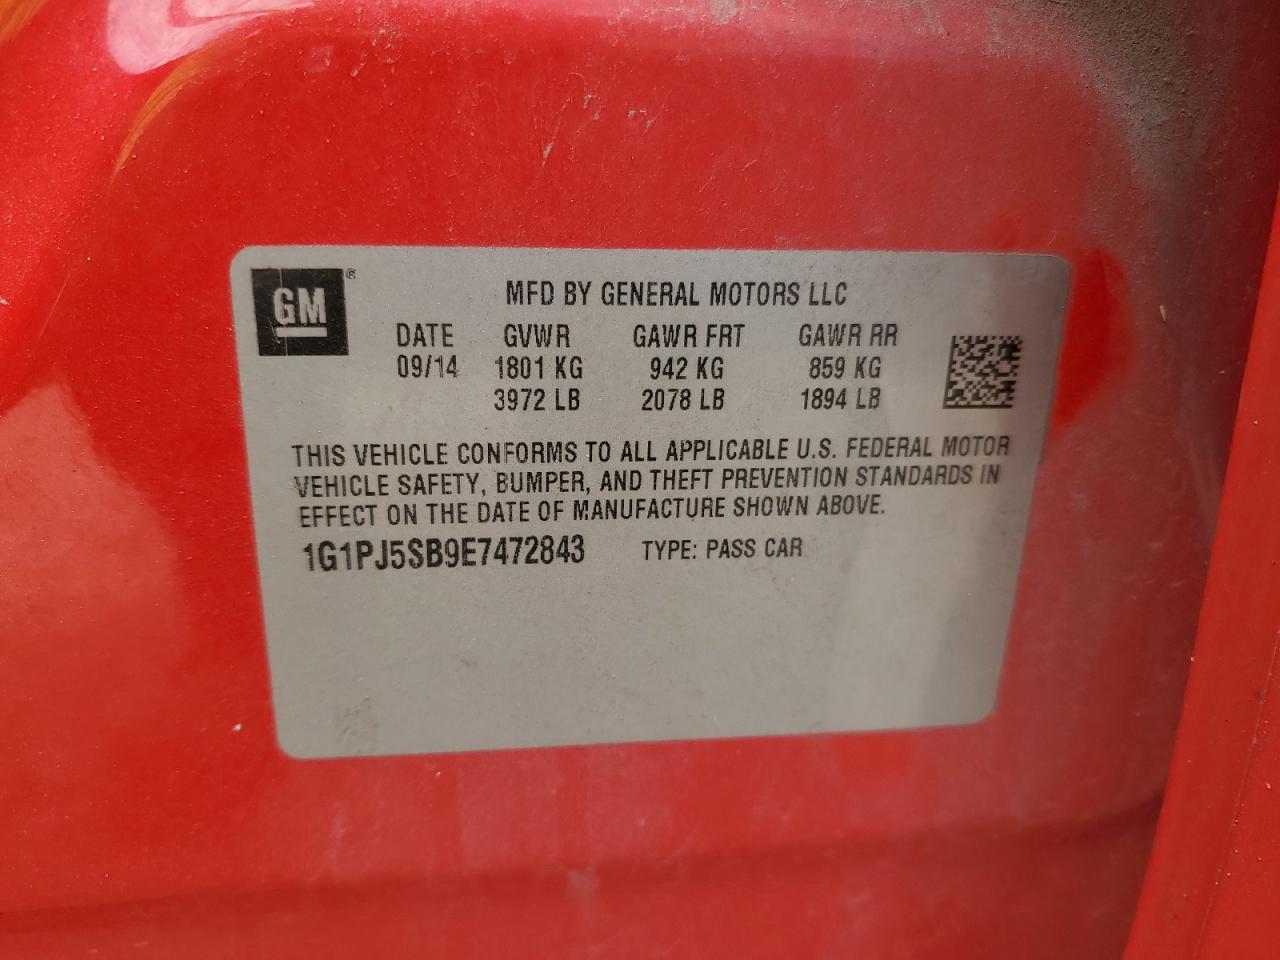 GM®
MFD BY GENERAL MOTORS LLC
DATE GVWR GAWR FRT GAWR RR
09/14 1801 KG 942 KG 859 KG
3972 LB 2078 LB 1894 LB
THIS VEHICLE CONFORMS TO ALL APPLICABLE U.S. FEDERAL MOTOR
VEHICLE SAFETY, BUMPER, AND THEFT PREVENTION STANDARDS IN
EFFECT ON THE DATE OF MANUFACTURE SHOWN ABOVE.
1G1PJ5SB9E7472843 TYPE: PASS CAR